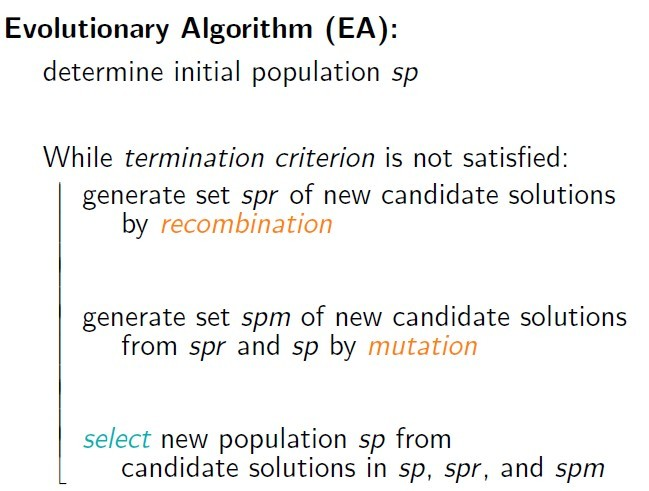 Evolutionary Algorithm (EA):
determine initial population sp
While termination criterion is not satisfied:
generate set spr of new candidate solutions
by recombination
generate set spm of new candidate solutions
from spr and sp by mutation
select new population sp from
candidate solutions in sp, spr, and spm